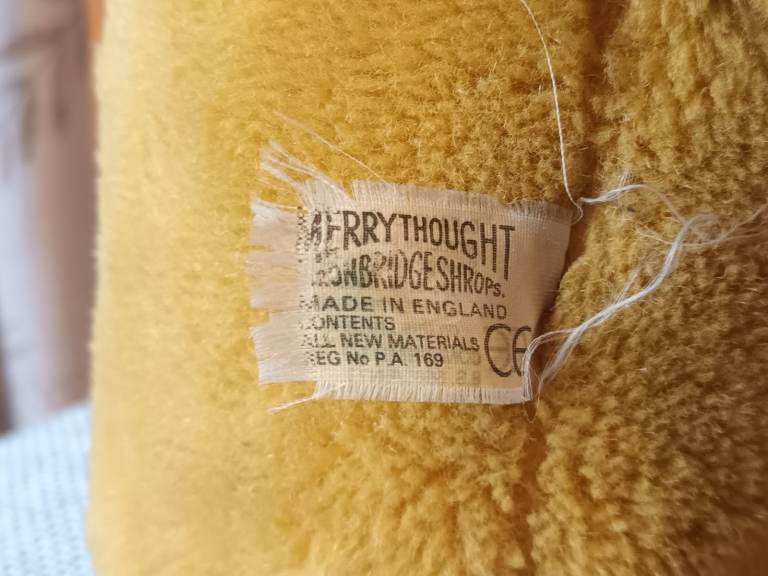 MERRYTHOUGHT
IRONBRIDGE SHROPS.
MADE IN ENGLAND
CONTENTS
ALL NEW MATERIALS
REG No P.A. 169
CE